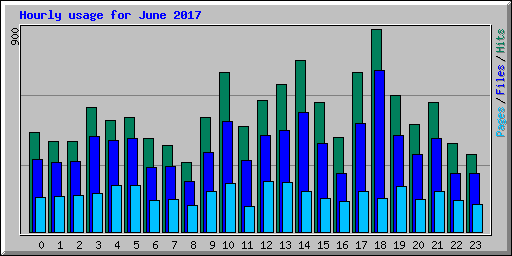 Hourly usage for June 2017
900
Pages / Files / Hits
0 1 2 3 4 5 6 7 8 9 10 11 12 13 14 15 16 17 18 19 20 21 22 23